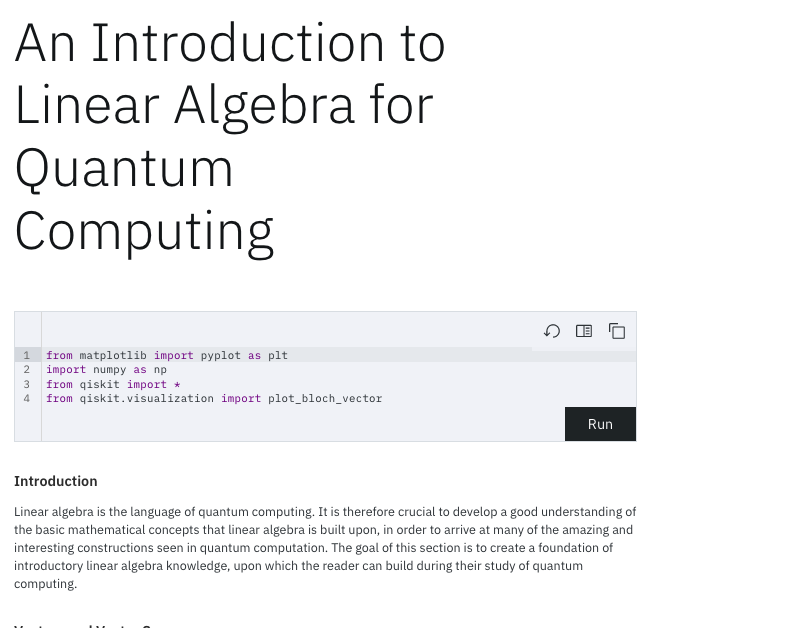 An Introduction to
Linear Algebra for
Quantum
Computing
1 from matplotlib import pyplot as plt
2 import numpy as np
3 from qiskit import *
4 from qiskit.visualization import plot_bloch_vector
Run
Introduction
Linear algebra is the language of quantum computing. It is therefore crucial to develop a good understanding of
the basic mathematical concepts that linear algebra is built upon, in order to arrive at many of the amazing and
interesting constructions seen in quantum computation. The goal of this section is to create a foundation of
introductory linear algebra knowledge, upon which the reader can build during their study of quantum
computing.